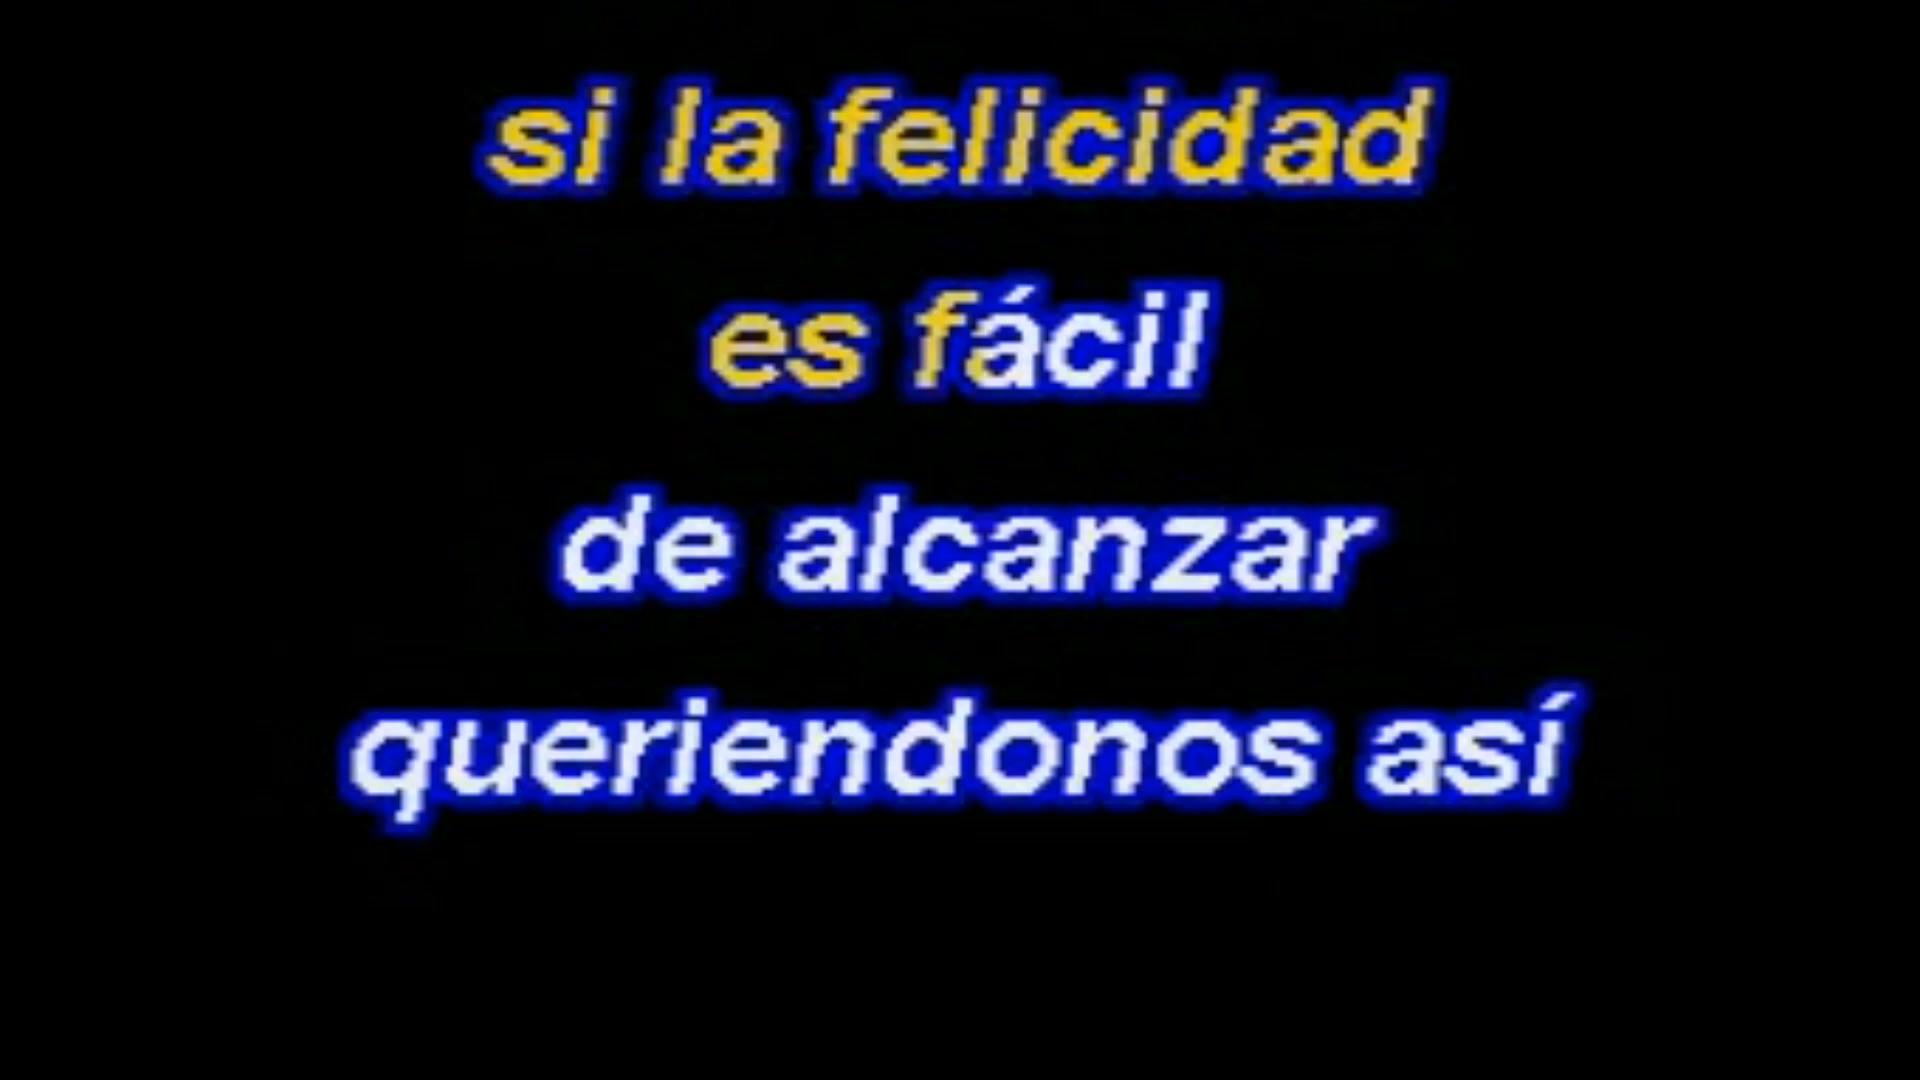 si la felicidad
es fácil
de alcanzar
queriendonos así